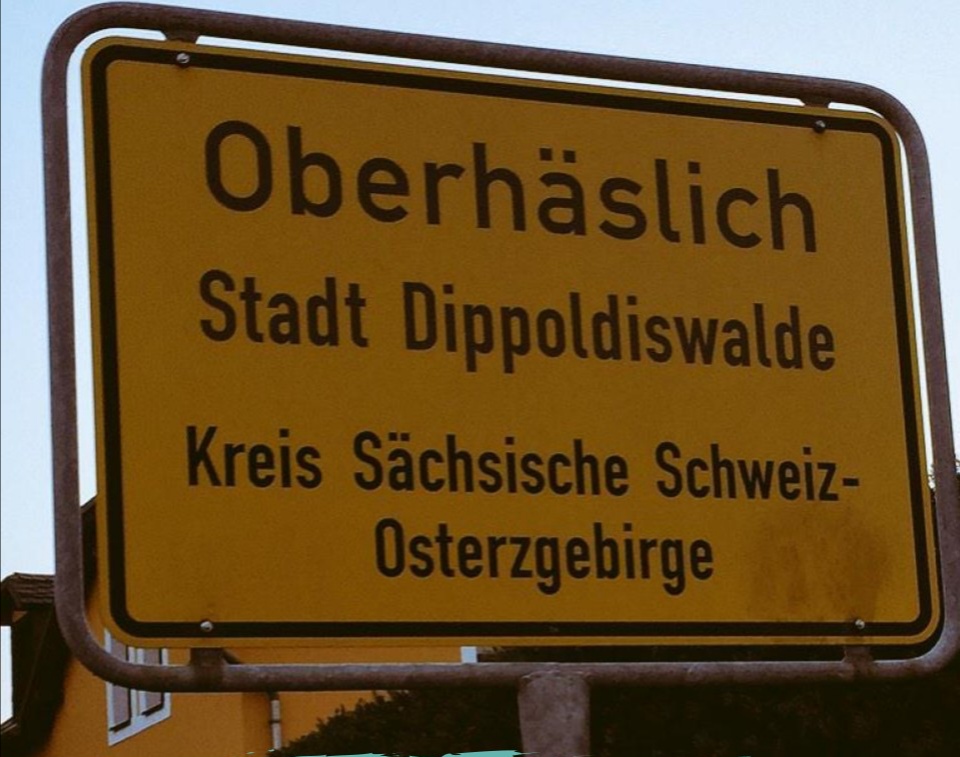 Oberhäslich
Stadt Dippoldiswalde
Kreis Sächsische Schweiz-
Osterzgebirge